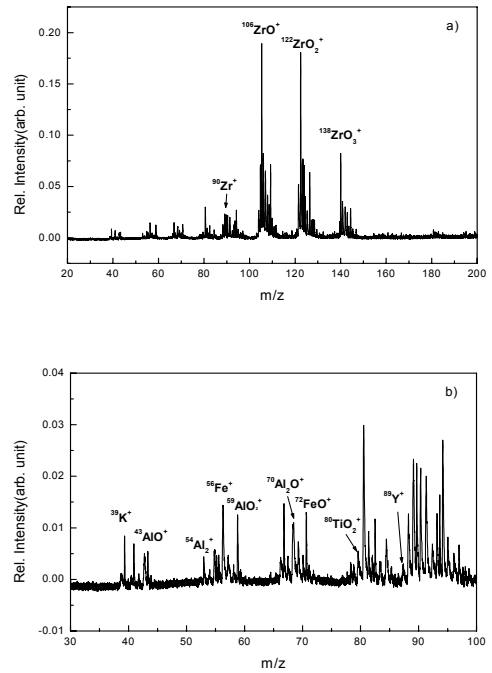 a)
¹⁰⁶ZrO⁺
¹²²ZrO₂⁺
¹³⁸ZrO₃⁺
⁹⁰Zr⁺
Rel. Intensity(arb. unit)
0.20
0.15
0.10
0.05
0.00
20 40 60 80 100 120 140 160 180 200
m/z
b)
³⁹K⁺
⁴³AlO⁺
⁵⁴Al₂⁺
⁵⁶Fe⁺
⁵⁹AlO₂⁺
⁷⁰Al₂O⁺
⁷²FeO⁺
⁸⁰TiO₂⁺
⁸⁹Y⁺
Rel. Intensity(arb. unit)
0.04
0.03
0.02
0.01
0.00
-0.01
30 40 50 60 70 80 90 100
m/z